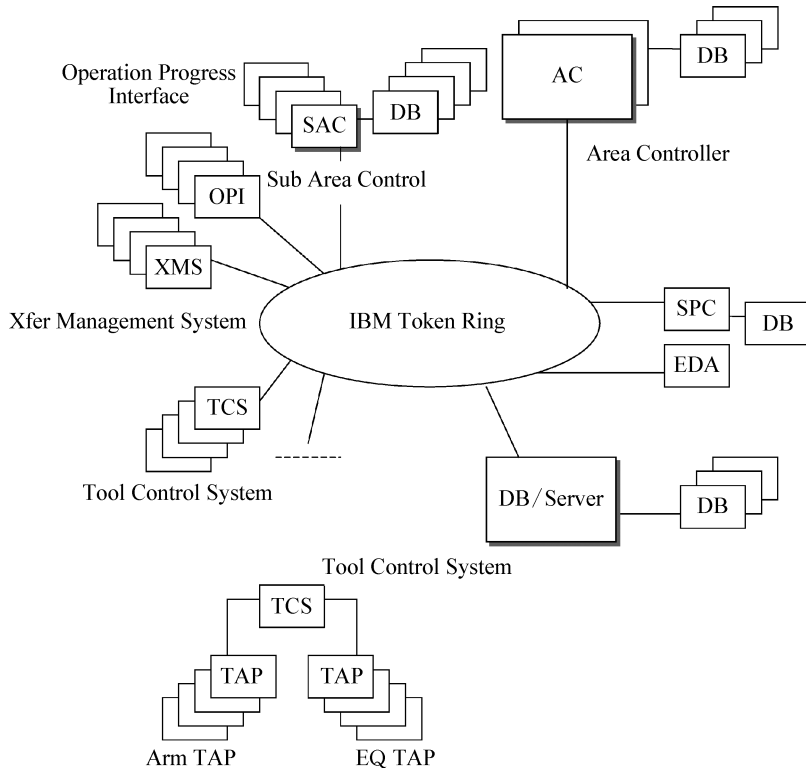 AC
DB
Operation Progress
Interface
SAC
DB
Area Controller
Sub Area Control
OPI
XMS
Xfer Management System
IBM Token Ring
SPC
DB
EDA
TCS
Tool Control System
DB/Server
DB
Tool Control System
TCS
TAP
TAP
Arm TAP
EQ TAP